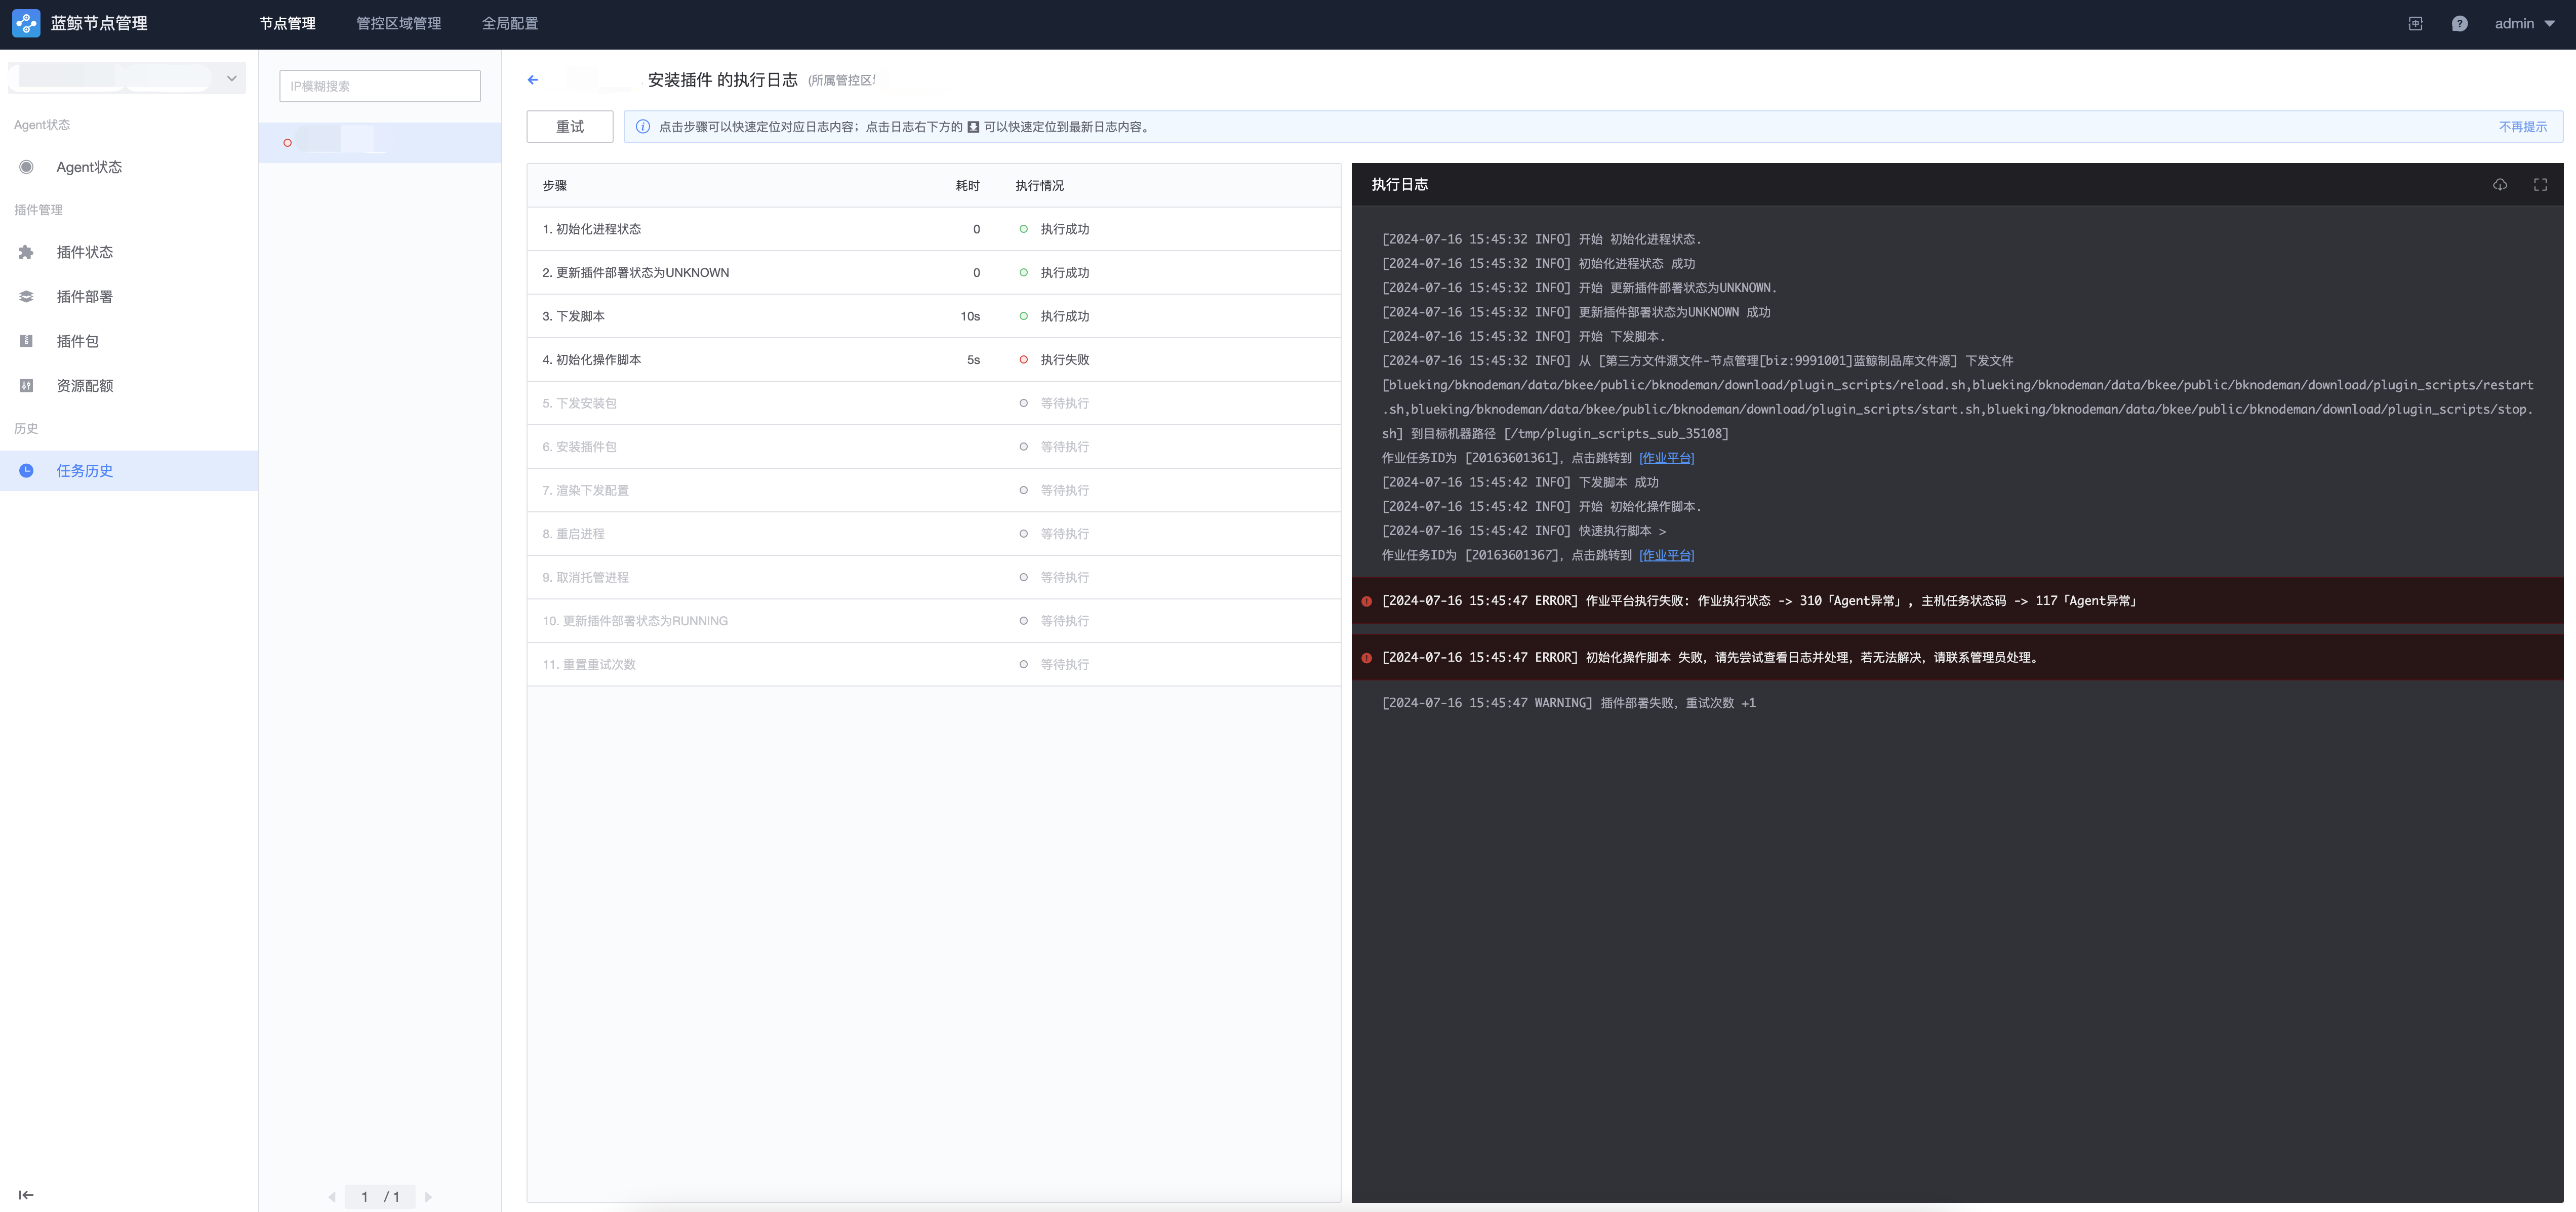 蓝鲸节点管理
节点管理
管控区域管理
全局配置
admin
Agent状态
Agent状态
插件管理
插件状态
插件部署
插件包
资源配额
历史
任务历史
IP模糊搜索
1 / 1
安装插件 的执行日志 (所属管控区
重试
点击步骤可以快速定位对应日志内容；点击日志右下方的 可以快速定位到最新日志内容。
不再提示
步骤 耗时 执行情况
1. 初始化进程状态 0 执行成功
2. 更新插件部署状态为UNKNOWN 0 执行成功
3. 下发脚本 10s 执行成功
4. 初始化操作脚本 5s 执行失败
5. 下发安装包 等待执行
6. 安装插件包 等待执行
7. 渲染下发配置 等待执行
8. 重启进程 等待执行
9. 取消托管进程 等待执行
10. 更新插件部署状态为RUNNING 等待执行
11. 重置重试次数 等待执行
执行日志
[2024-07-16 15:45:32 INFO] 开始 初始化进程状态.
[2024-07-16 15:45:32 INFO] 初始化进程状态 成功
[2024-07-16 15:45:32 INFO] 开始 更新插件部署状态为UNKNOWN.
[2024-07-16 15:45:32 INFO] 更新插件部署状态为UNKNOWN 成功
[2024-07-16 15:45:32 INFO] 开始 下发脚本.
[2024-07-16 15:45:32 INFO] 从 [第三方文件源文件-节点管理[biz:9991001]蓝鲸制品库文件源] 下发文件
[blueking/bknodeman/data/bkee/public/bknodeman/download/plugin_scripts/reload.sh,blueking/bknodeman/data/bkee/public/bknodeman/download/plugin_scripts/restart
.sh,blueking/bknodeman/data/bkee/public/bknodeman/download/plugin_scripts/start.sh,blueking/bknodeman/data/bkee/public/bknodeman/download/plugin_scripts/stop.
sh] 到目标机器路径 [/tmp/plugin_scripts_sub_35108]
作业任务ID为 [20163601361]，点击跳转到 [作业平台]
[2024-07-16 15:45:42 INFO] 下发脚本 成功
[2024-07-16 15:45:42 INFO] 开始 初始化操作脚本.
[2024-07-16 15:45:42 INFO] 快速执行脚本 >
作业任务ID为 [20163601367]，点击跳转到 [作业平台]
[2024-07-16 15:45:47 ERROR] 作业平台执行失败: 作业执行状态 -> 310「Agent异常」, 主机任务状态码 -> 117「Agent异常」
[2024-07-16 15:45:47 ERROR] 初始化操作脚本 失败，请先尝试查看日志并处理，若无法解决，请联系管理员处理。
[2024-07-16 15:45:47 WARNING] 插件部署失败，重试次数 +1